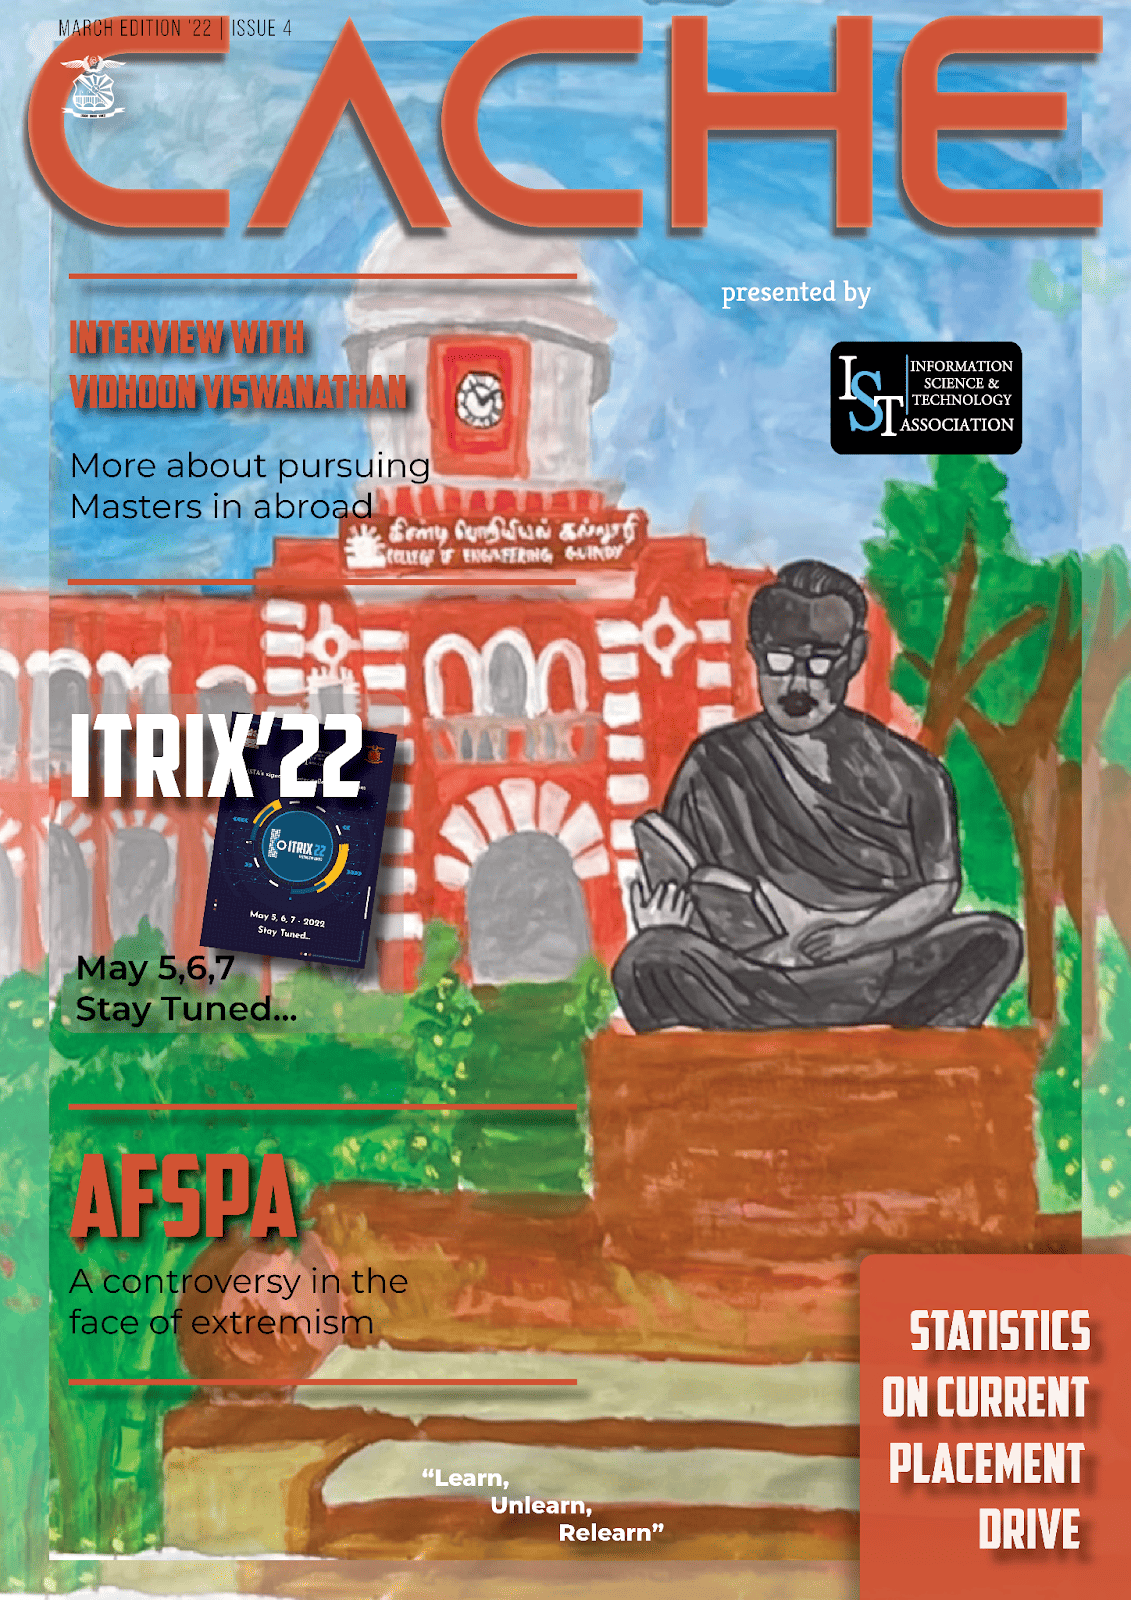 MARCH EDITION '22 | ISSUE 4
CACHE
presented by
IST
INFORMATION
SCIENCE &
TECHNOLOGY
ASSOCIATION
INTERVIEW WITH
VIDHOON VISWANATHAN
More about pursuing
Masters in abroad
கிண்டி பொறியியல் கல்லூரி
COLLEGE OF ENGINEERING GUINDY
ITRIX'22
ITRIX 22
May 5, 6, 7 - 2022
Stay Tuned...
May 5,6,7
Stay Tuned...
AFSPA
A controversy in the
face of extremism
STATISTICS
ON CURRENT
PLACEMENT
DRIVE
“Learn,
Unlearn,
Relearn”